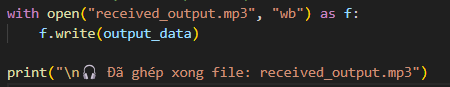 with open("received_output.mp3", "wb") as f:
    f.write(output_data)
print("\n🎧 Đã ghép xong file: received_output.mp3")